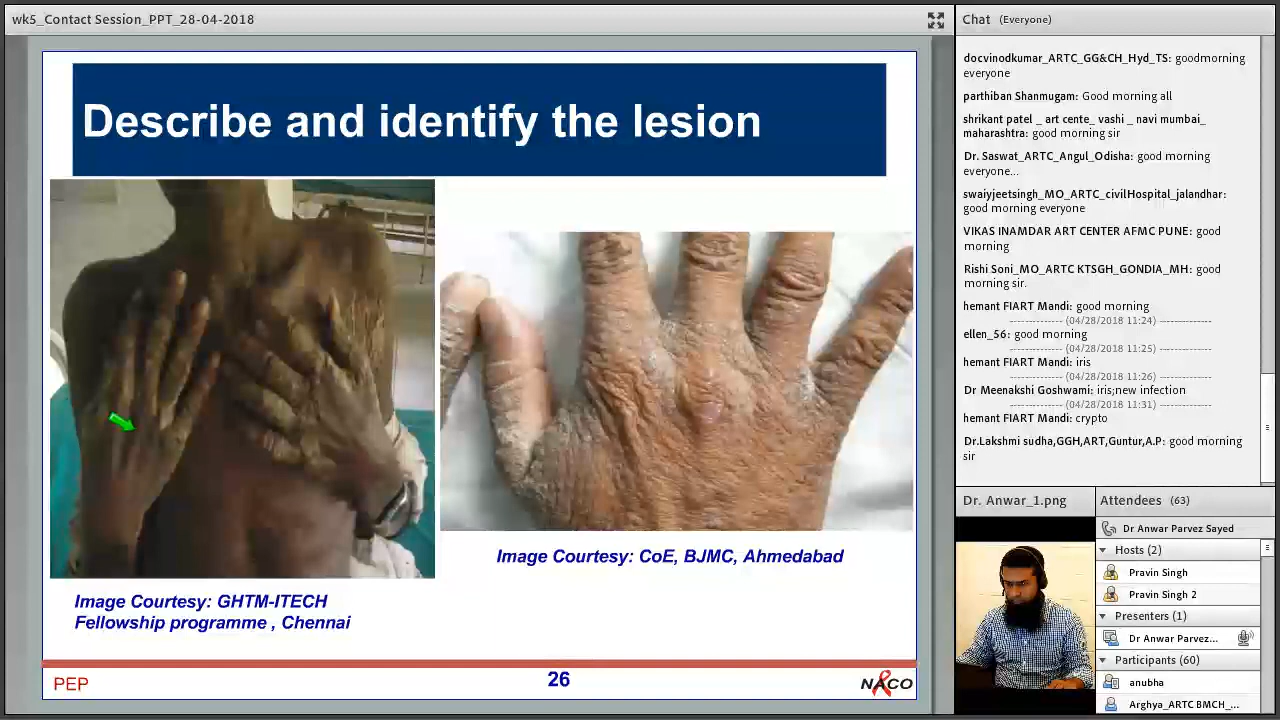 wk5_Contact Session_PPT_28-04-2018
Describe and identify the lesion
Image Courtesy: CoE, BJMC, Ahmedabad
Image Courtesy: GHTM-ITECH
Fellowship programme , Chennai
PEP
26
NACO
Chat (Everyone)
docvinodkumar_ARTC_GG&CH_Hyd_TS: goodmorning
everyone
parthiban Shanmugam: Good morning all
shrikant patel _ art cente_ vashi _ navi mumbai_
maharashtra: good morning sir
Dr. Saswat_ARTC_Angul_Odisha: good morning
everyone...
swaiyjeetsingh_MO_ARTC_civilHospital_jalandhar:
good morning everyone
VIKAS INAMDAR ART CENTER AFMC PUNE: good
morning
Rishi Soni_MO_ARTC KTSGH_GONDIA_MH: good
morning sir.
hemant FIART Mandi: good morning
--------------- (04/28/2018 11:24) --------------
ellen_56: good morning
--------------- (04/28/2018 11:25) --------------
hemant FIART Mandi: iris
--------------- (04/28/2018 11:26) --------------
Dr Meenakshi Goshwami: iris;new infection
--------------- (04/28/2018 11:31) --------------
hemant FIART Mandi: crypto
Dr.Lakshmi sudha,GGH,ART,Guntur,A.P: good morning
sir
Dr. Anwar_1.png
Attendees (63)
Dr Anwar Parvez Sayed
Hosts (2)
Pravin Singh
Pravin Singh 2
Presenters (1)
Dr Anwar Parvez...
Participants (60)
anubha
Arghya_ARTC BMCH_...